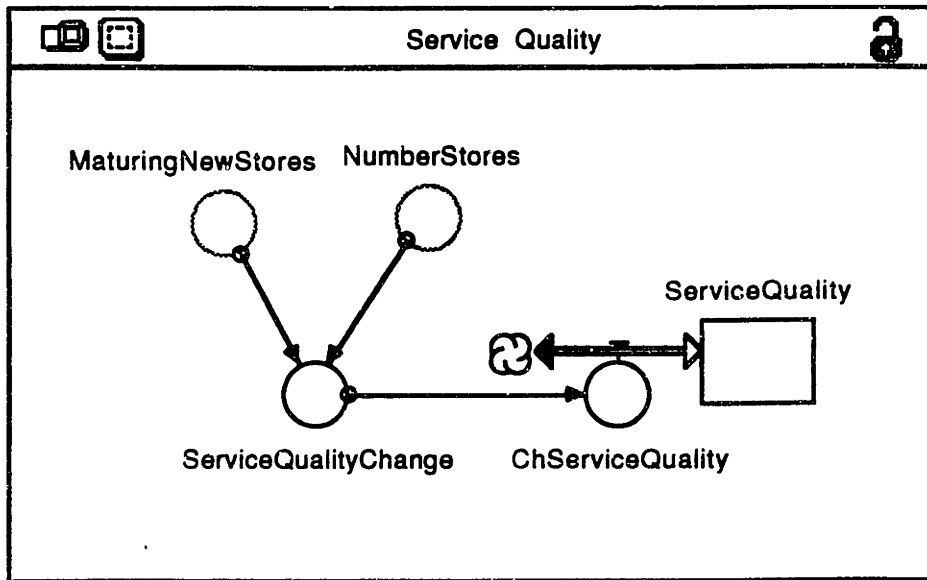 Service Quality
MaturingNewStores
NumberStores
ServiceQuality
ServiceQualityChange
ChServiceQuality